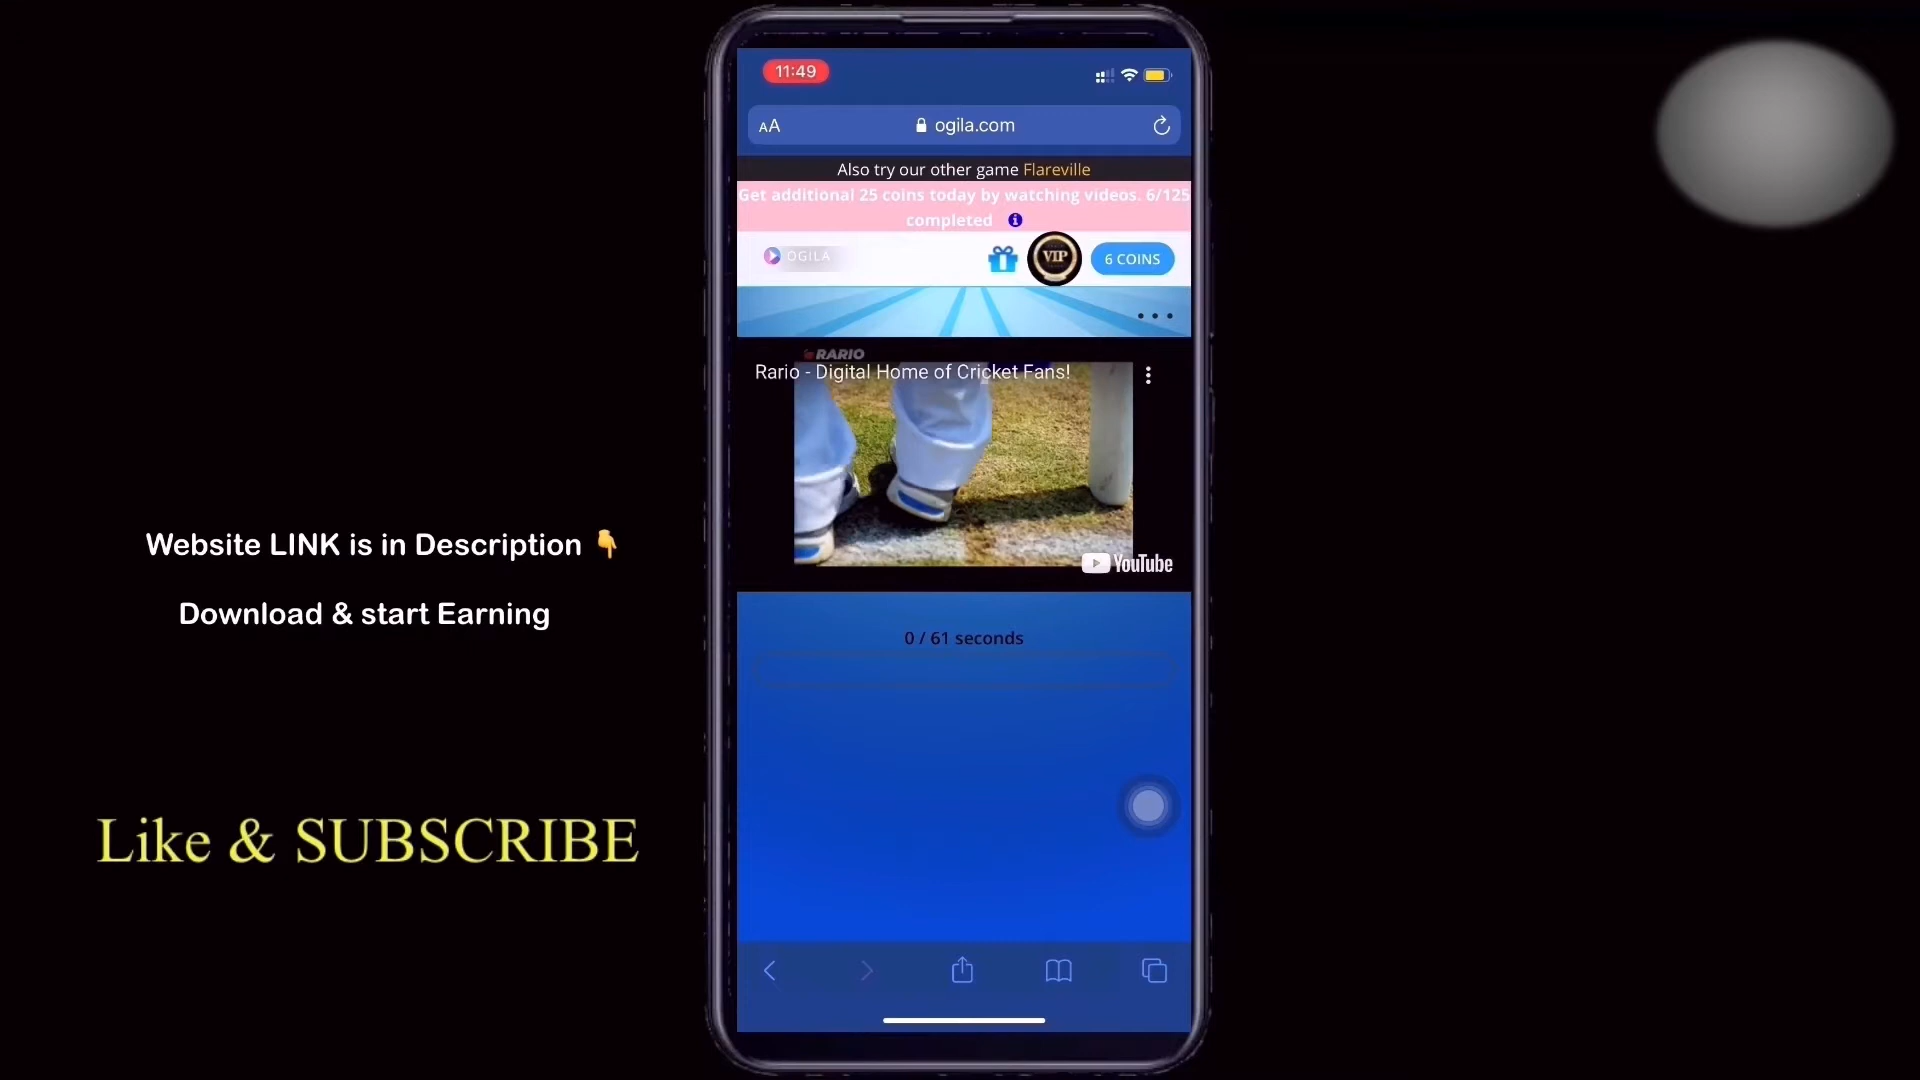 11:49
AA
ogila.com
Also try our other game Flareville
Get additional 25 coins today by watching videos. 6/125
completed
OGILA
VIP
6 COINS
RARIO
Rario - Digital Home of Cricket Fans!
YouTube
0 / 61 seconds
Website LINK is in Description 👇
Download & start Earning
Like & SUBSCRIBE